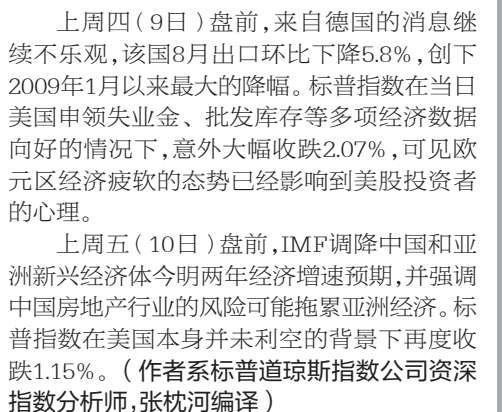 上周四(9日)盘前,来自德国的消息继
续不乐观,该国8月出口环比下降5.8%,创下
2009年1月以来最大的降幅。标普指数在当日
美国申领失业金、批发库存等多项经济数据
向好的情况下,意外大幅收跌2.07%,可见欧
元区经济疲软的态势已经影响到美股投资者
的心理。
上周五(10日)盘前,IMF调降中国和亚
洲新兴经济体今明两年经济增速预期,并强调
中国房地产行业的风险可能拖累亚洲经济。标
普指数在美国本身并未利空的背景下再度收
跌1.15%。(作者系标普道琼斯指数公司资深
指数分析师,张枕河编译)